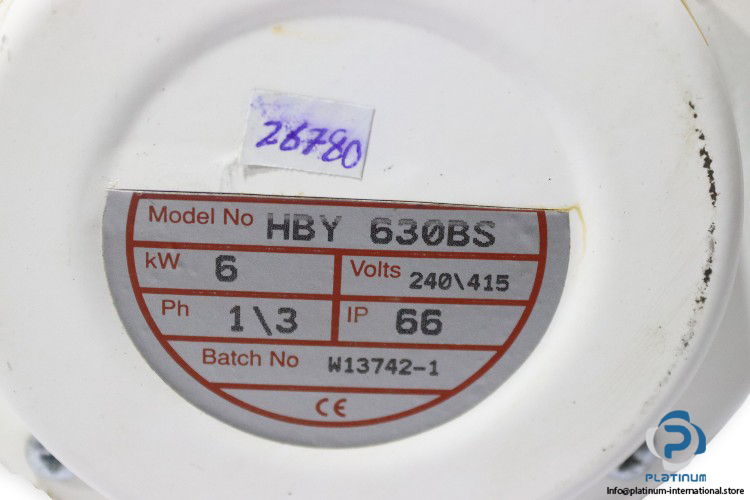 26780
Model No HBY 630BS
kW 6 Volts 240\415
Ph 1\3 IP 66
Batch No W13742-1
CE
PLATINUM
Info@platinum-international.store